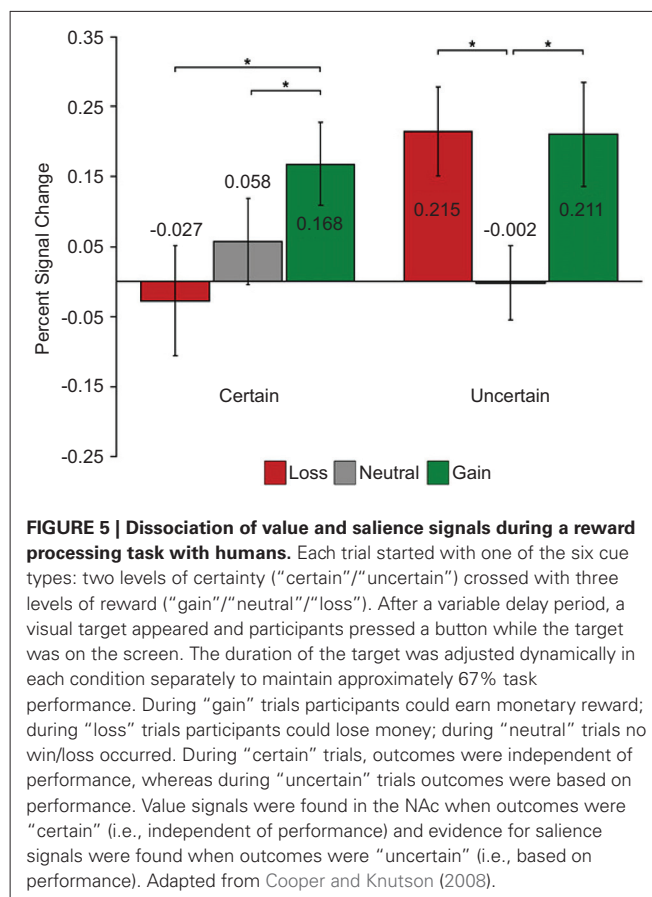 0.35
* * *
0.25
*
0.15
0.058
-0.027
0.168
0.215
-0.002
0.211
0.05
-0.05
-0.15
-0.25
Percent Signal Change
Certain Uncertain
Loss Neutral Gain
FIGURE 5 | Dissociation of value and salience signals during a reward
processing task with humans. Each trial started with one of the six cue
types: two levels of certainty (“certain”/“uncertain”) crossed with three
levels of reward (“gain”/“neutral”/“loss”). After a variable delay period, a
visual target appeared and participants pressed a button while the target
was on the screen. The duration of the target was adjusted dynamically in
each condition separately to maintain approximately 67% task
performance. During “gain” trials participants could earn monetary reward;
during “loss” trials participants could lose money; during “neutral” trials no
win/loss occurred. During “certain” trials, outcomes were independent of
performance, whereas during “uncertain” trials outcomes were based on
performance. Value signals were found in the NAc when outcomes were
“certain” (i.e., independent of performance) and evidence for salience
signals were found when outcomes were “uncertain” (i.e., based on
performance). Adapted from Cooper and Knutson (2008).